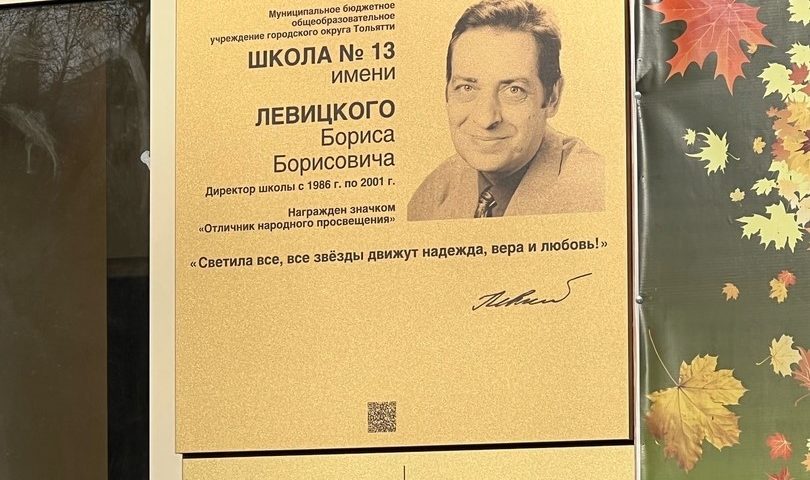 Муниципальное бюджетное
общеобразовательное
учреждение городского округа Тольятти
ШКОЛА № 13
имени
ЛЕВИЦКОГО
Бориса
Борисовича
Директор школы с 1986 г. по 2001 г.
Награжден значком
«Отличник народного просвещения»
«Светила все, все звёзды движут надежда, вера и любовь!»